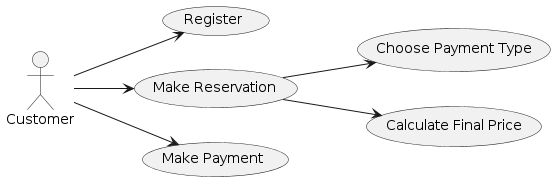 Register
Choose Payment Type
Make Reservation
Customer
Calculate Final Price
Make Payment